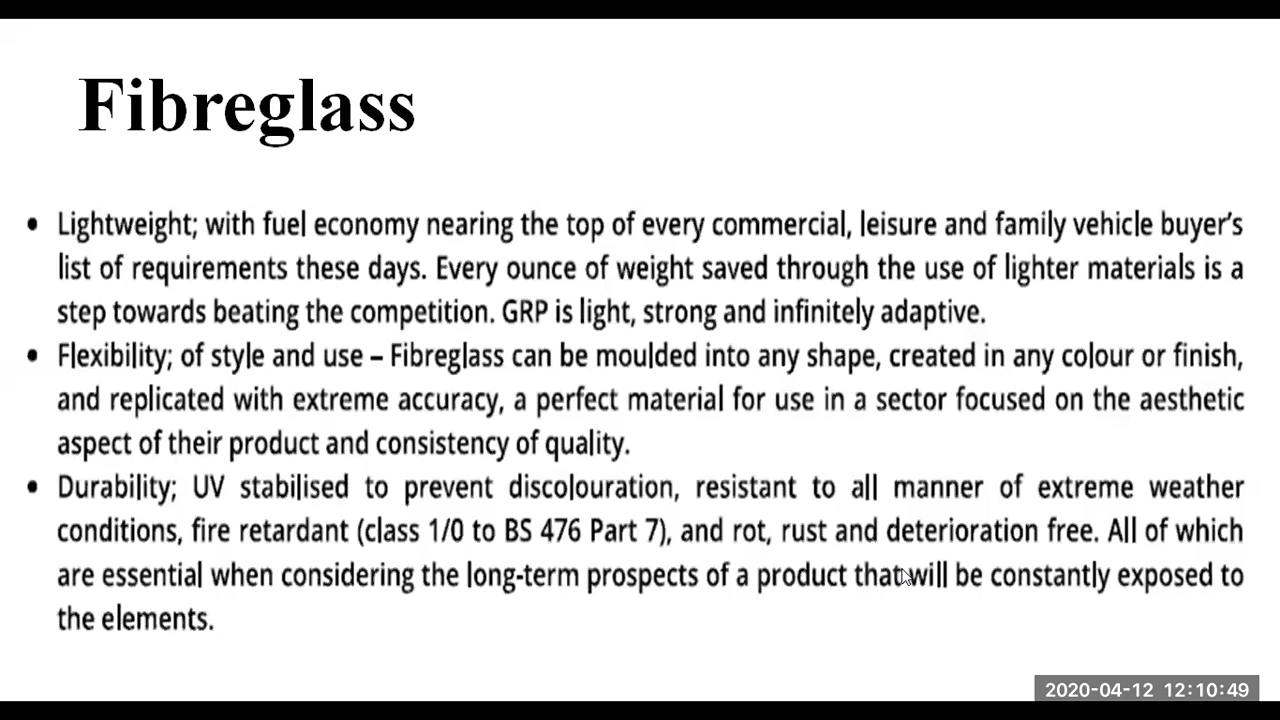 Fibreglass
• Lightweight; with fuel economy nearing the top of every commercial, leisure and family vehicle buyer’s
list of requirements these days. Every ounce of weight saved through the use of lighter materials is a
step towards beating the competition. GRP is light, strong and infinitely adaptive.
• Flexibility; of style and use – Fibreglass can be moulded into any shape, created in any colour or finish,
and replicated with extreme accuracy, a perfect material for use in a sector focused on the aesthetic
aspect of their product and consistency of quality.
• Durability; UV stabilised to prevent discolouration, resistant to all manner of extreme weather
conditions, fire retardant (class 1/0 to BS 476 Part 7), and rot, rust and deterioration free. All of which
are essential when considering the long-term prospects of a product that will be constantly exposed to
the elements.
2020-04-12 12:10:49